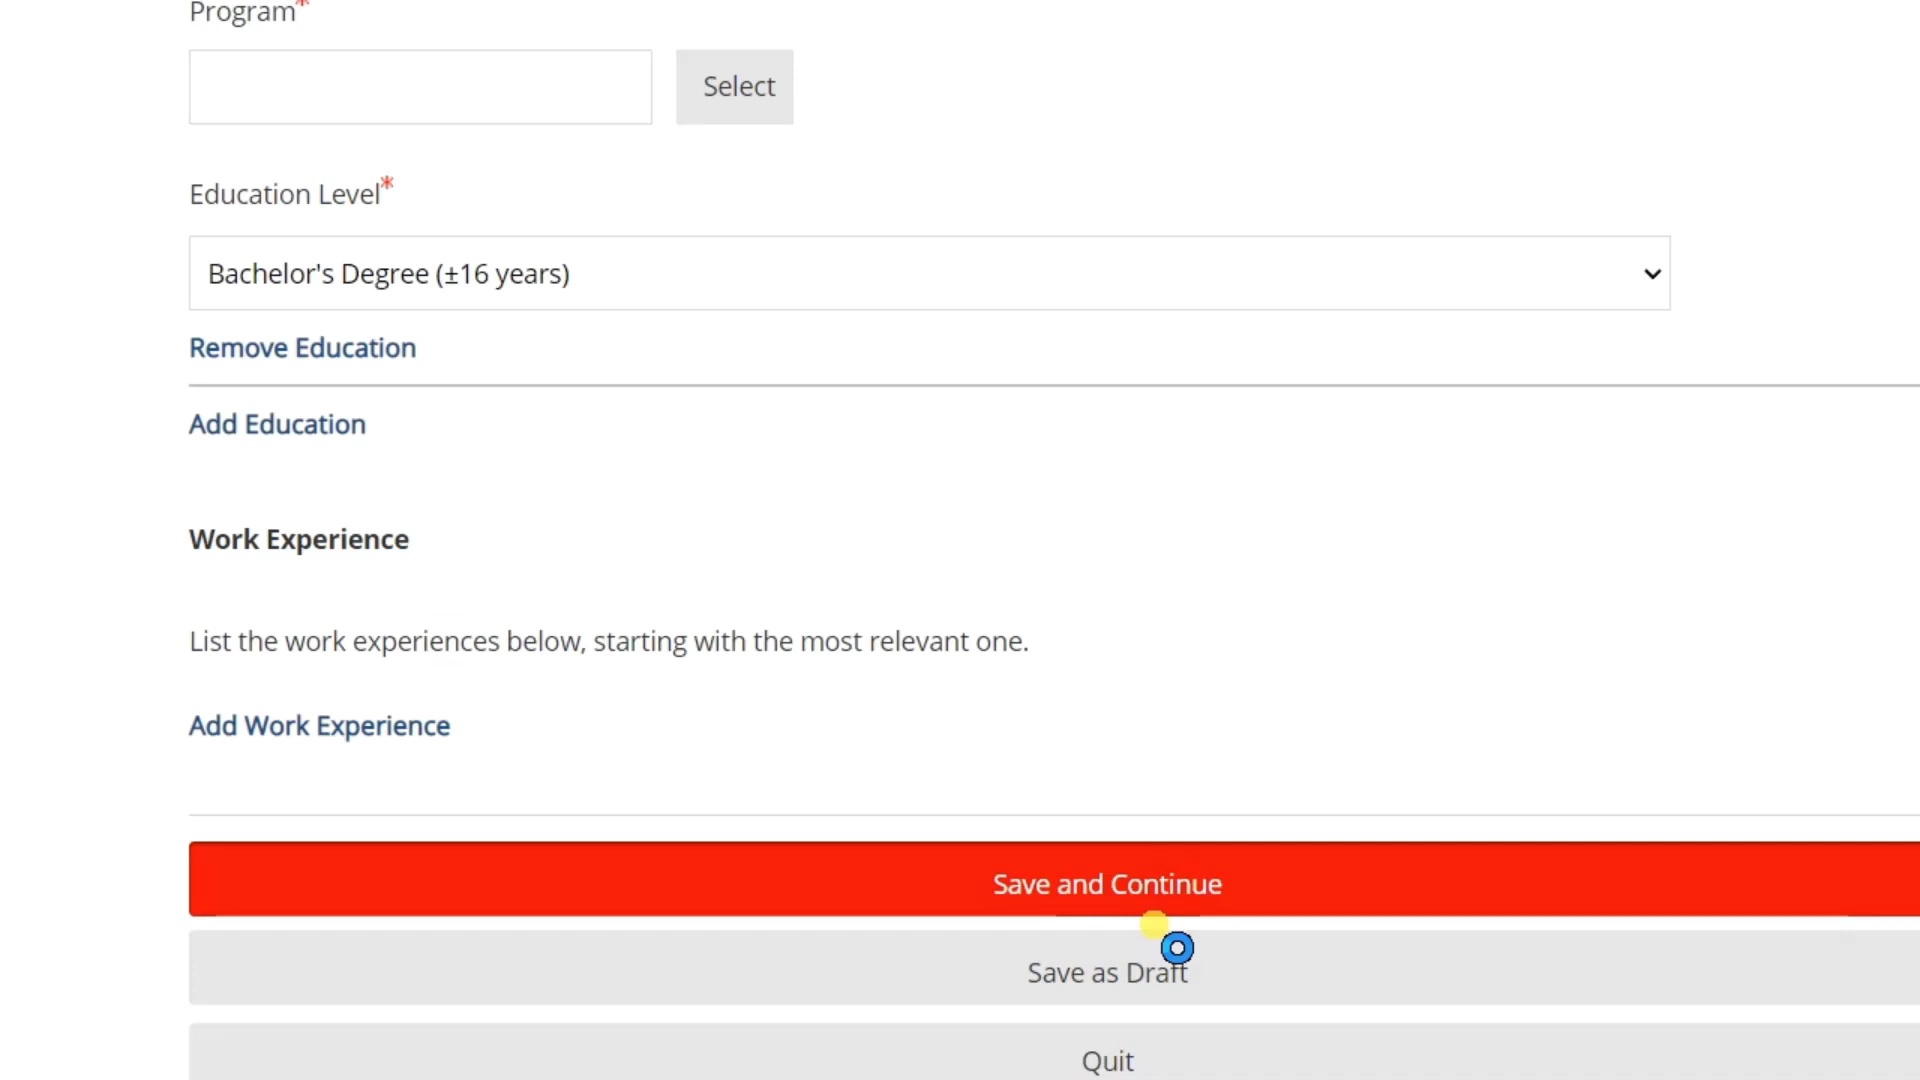 Program*
Select
Education Level*
Bachelor's Degree (±16 years)
Remove Education
Add Education
Work Experience
List the work experiences below, starting with the most relevant one.
Add Work Experience
Save and Continue
Save as Draft
Quit